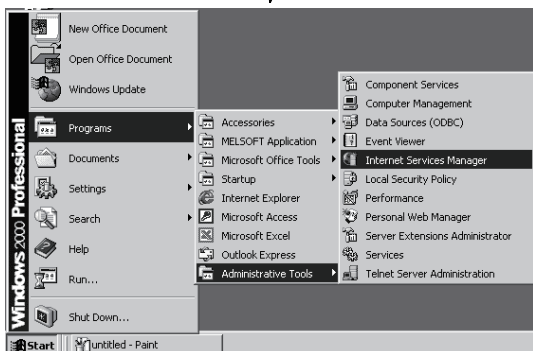 New Office Document
Open Office Document
Windows Update
Programs
Documents
Settings
Search
Help
Run...
Shut Down...
Windows 2000 Professional
Accessories
MELSOFT Application
Microsoft Office Tools
Startup
Internet Explorer
Microsoft Access
Microsoft Excel
Outlook Express
Administrative Tools
Component Services
Computer Management
Data Sources (ODBC)
Event Viewer
Internet Services Manager
Local Security Policy
Performance
Personal Web Manager
Server Extensions Administrator
Services
Telnet Server Administration
Start
untitled - Paint